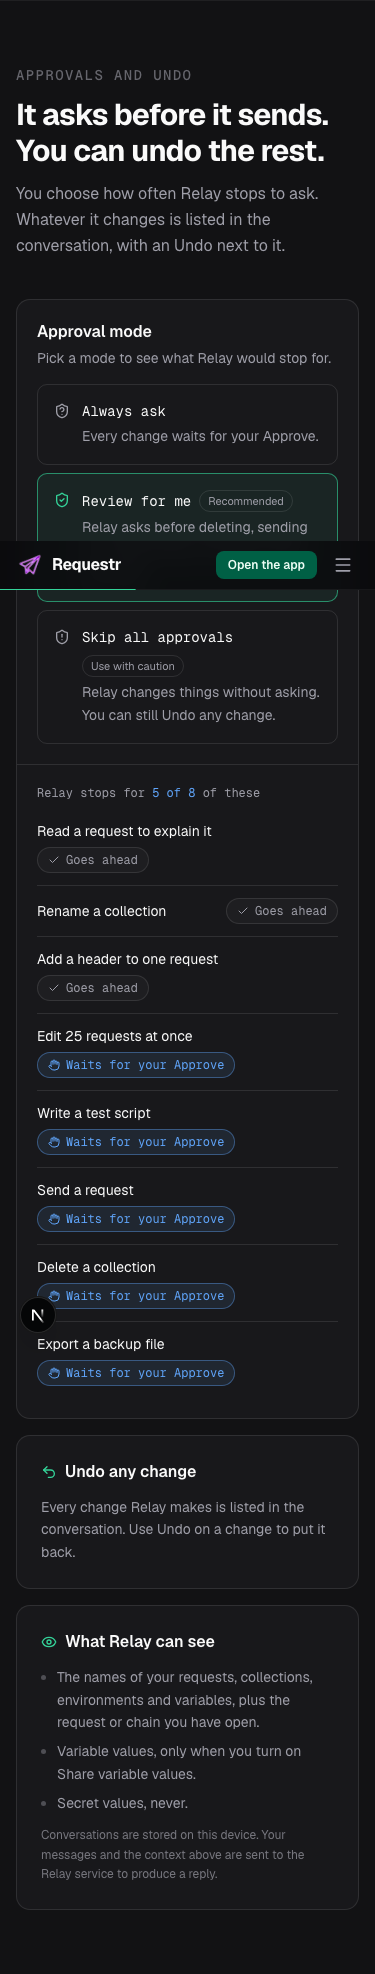 APPROVALS AND UNDO
It asks before it sends.
You can undo the rest.
You choose how often Relay stops to ask.
Whatever it changes is listed in the
conversation, with an Undo next to it.
Approval mode
Pick a mode to see what Relay would stop for.
Always ask
Every change waits for your Approve.
Review for me Recommended
Relay asks before deleting, sending
Requestr Open the app
Skip all approvals
Use with caution
Relay changes things without asking.
You can still Undo any change.
Relay stops for 5 of 8 of these
Read a request to explain it
Goes ahead
Rename a collection Goes ahead
Add a header to one request
Goes ahead
Edit 25 requests at once
Waits for your Approve
Write a test script
Waits for your Approve
Send a request
Waits for your Approve
Delete a collection
Waits for your Approve
N
Export a backup file
Waits for your Approve
Undo any change
Every change Relay makes is listed in the
conversation. Use Undo on a change to put it
back.
What Relay can see
The names of your requests, collections,
environments and variables, plus the
request or chain you have open.
Variable values, only when you turn on
Share variable values.
Secret values, never.
Conversations are stored on this device. Your
messages and the context above are sent to the
Relay service to produce a reply.